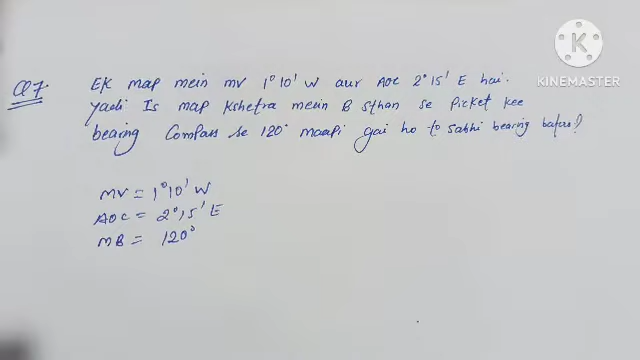 Q7 Ek map mein mv 1°10' W aur AOC 2°15' E hai.
Yadi Is map Kshetra mein B sthan se Picket kee
bearing Compass se 120° maapi gai ho to sabhi bearing batao?
MV = 1°10' W
AOC = 2°15' E
MB = 120°
K
KINEMASTER